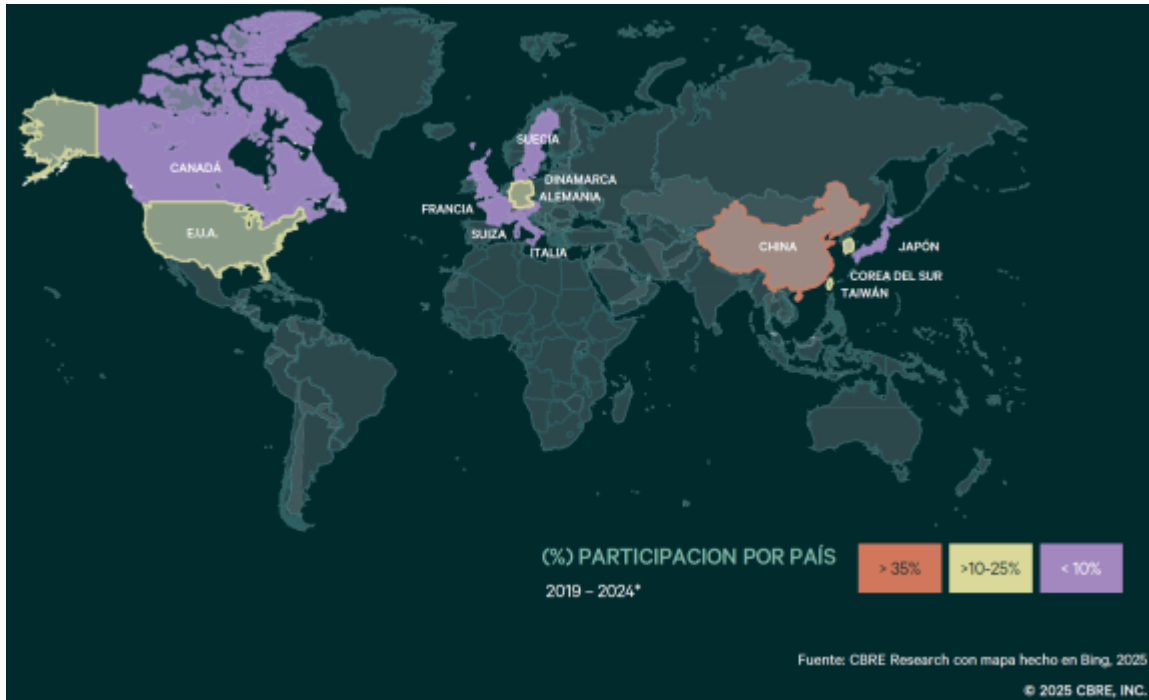 SUECIA
CANADÁ
DINAMARCA
ALEMANIA
FRANCIA
E.U.A.
SUIZA
ITALIA
CHINA
JAPÓN
COREA DEL SUR
TAIWÁN
(%) PARTICIPACION POR PAÍS
2019 – 2024*
> 35%
>10-25%
< 10%
Fuente: CBRE Research con mapa hecho en Bing, 2025
© 2025 CBRE, INC.